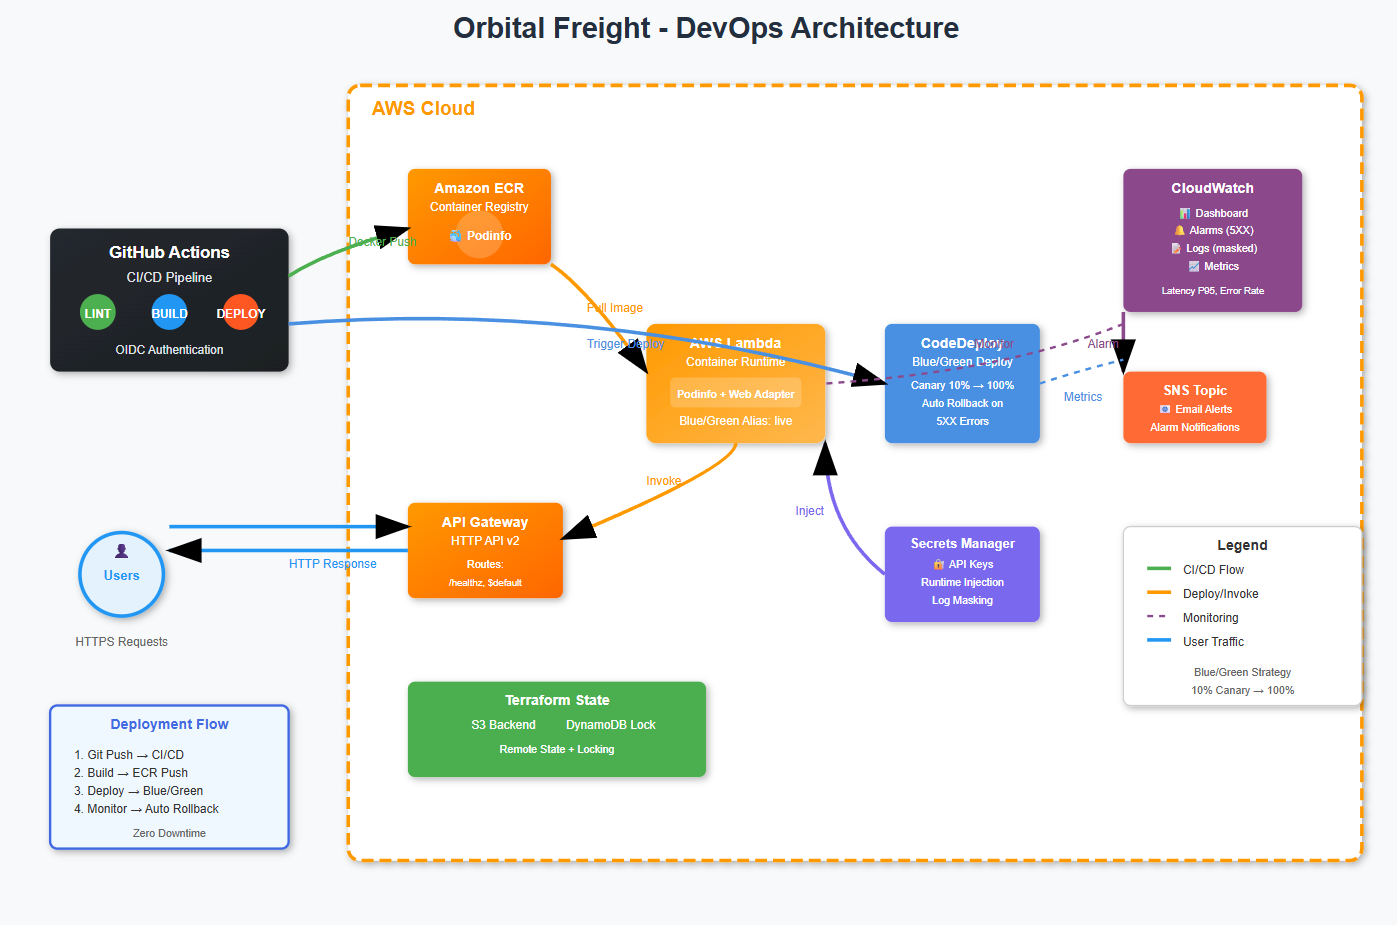 Orbital Freight - DevOps Architecture
AWS Cloud
GitHub Actions
CI/CD Pipeline
LINT
BUILD
DEPLOY
OIDC Authentication
Docker Push
Amazon ECR
Container Registry
Podinfo
Pull Image
Trigger Deploy
AWS Lambda
Container Runtime
Podinfo + Web Adapter
Blue/Green Alias: live
CodeDeploy
Blue/Green Deploy
Canary 10% → 100%
Auto Rollback on
5XX Errors
Monitor
CloudWatch
Dashboard
Alarms (5XX)
Logs (masked)
Metrics
Latency P95, Error Rate
Alarm
Metrics
SNS Topic
Email Alerts
Alarm Notifications
Invoke
Inject
API Gateway
HTTP API v2
Routes:
/healthz, $default
Users
HTTP Response
HTTPS Requests
Secrets Manager
API Keys
Runtime Injection
Log Masking
Legend
CI/CD Flow
Deploy/Invoke
Monitoring
User Traffic
Blue/Green Strategy
10% Canary → 100%
Terraform State
S3 Backend
DynamoDB Lock
Remote State + Locking
Deployment Flow
1. Git Push → CI/CD
2. Build → ECR Push
3. Deploy → Blue/Green
4. Monitor → Auto Rollback
Zero Downtime